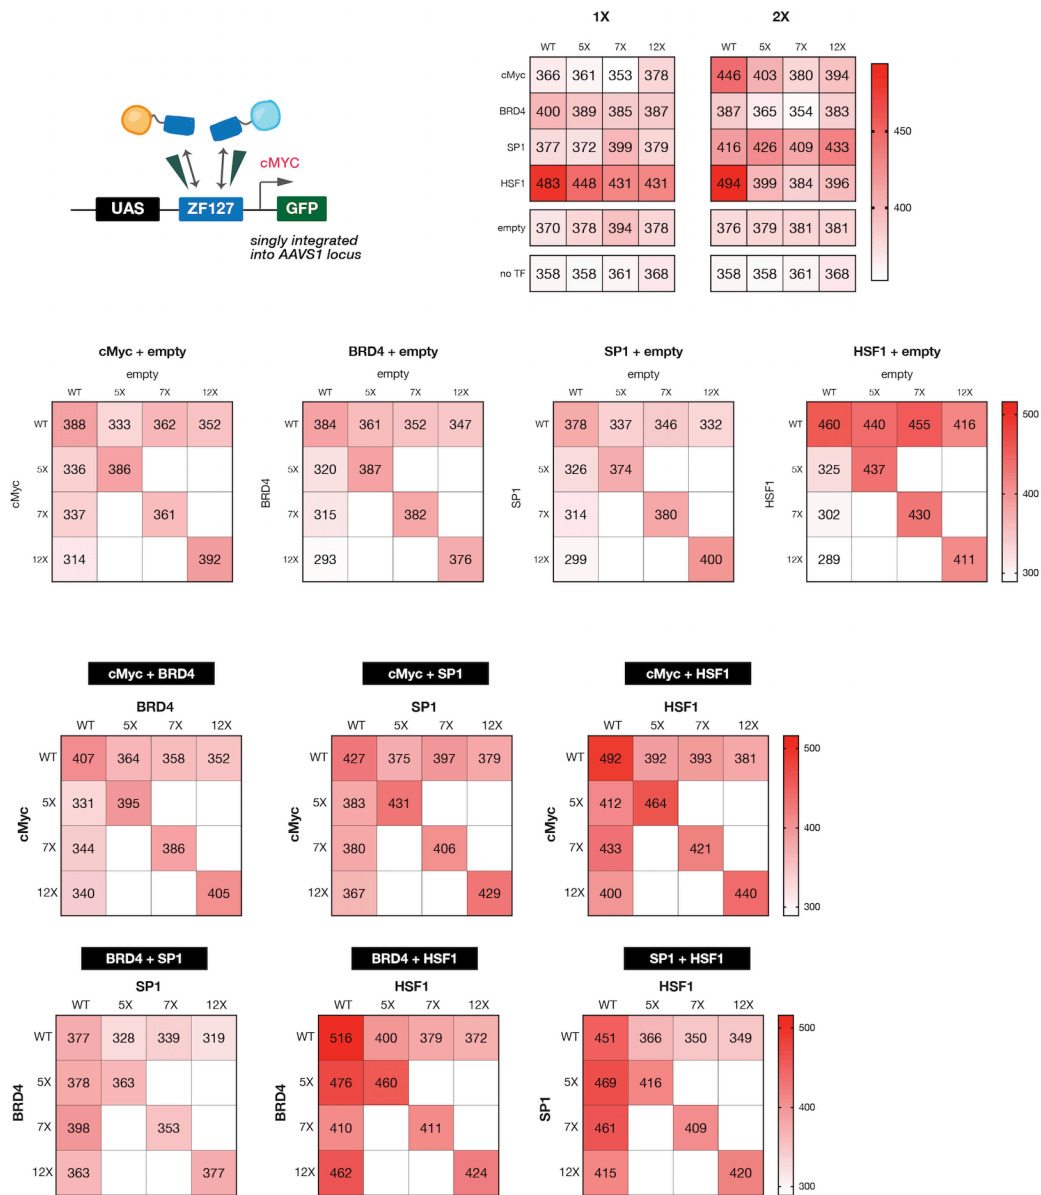 1X 2X
WT 5X 7X 12X WT 5X 7X 12X
cMyc 366 361 353 378 446 403 380 394
BRD4 400 389 385 387 387 365 354 383
450
SP1 377 372 399 379 416 426 409 433
HSF1 483 448 431 431 494 399 384 396
400
empty 370 378 394 378 376 379 381 381
no TF 358 358 361 368 358 358 361 368
cMYC
UAS ZF127 GFP
singly integrated
into AAVS1 locus
cMyc + empty BRD4 + empty SP1 + empty HSF1 + empty
empty empty empty empty
WT 5X 7X 12X WT 5X 7X 12X WT 5X 7X 12X WT 5X 7X 12X
WT 388 333 362 352 WT 384 361 352 347 WT 378 337 346 332 WT 460 440 455 416 500
5X 336 386 5X 320 387 5X 326 374 5X 325 437
cMyc BRD4 SP1 HSF1 400
7X 337 361 7X 315 382 7X 314 380 7X 302 430
12X 314 392 12X 293 376 12X 299 400 12X 289 411 300
cMyc + BRD4 cMyc + SP1 cMyc + HSF1
BRD4 SP1 HSF1
WT 5X 7X 12X WT 5X 7X 12X WT 5X 7X 12X
WT 407 364 358 352 WT 427 375 397 379 WT 492 392 393 381 500
5X 331 395 5X 383 431 5X 412 464
cMyc cMyc cMyc 400
7X 344 386 7X 380 406 7X 433 421
12X 340 405 12X 367 429 12X 400 440 300
BRD4 + SP1 BRD4 + HSF1 SP1 + HSF1
SP1 HSF1 HSF1
WT 5X 7X 12X WT 5X 7X 12X WT 5X 7X 12X
WT 377 328 339 319 WT 516 400 379 372 WT 451 366 350 349 500
5X 378 363 5X 476 460 5X 469 416
BRD4 BRD4 SP1 400
7X 398 353 7X 410 411 7X 461 409
12X 363 377 12X 462 424 12X 415 420 300